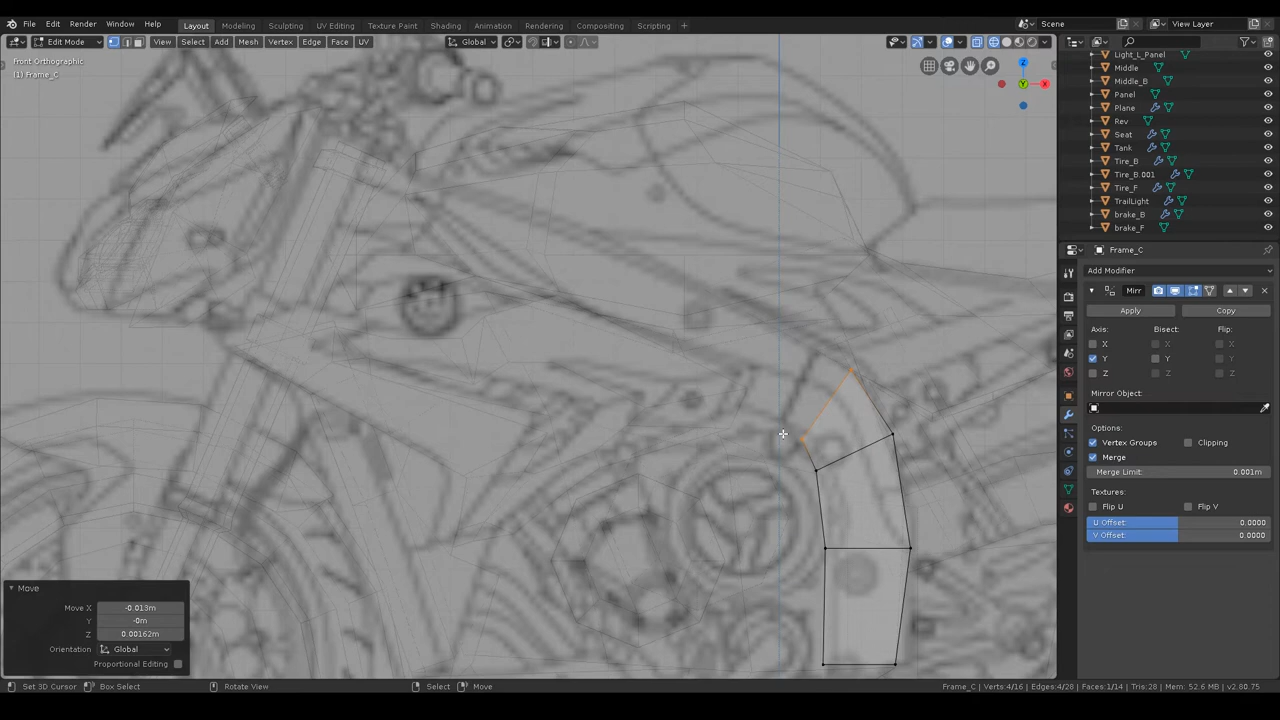 File Edit Render Window Help Layout Modeling Sculpting UV Editing Texture Paint Shading Animation Rendering Compositing Scripting + Scene View Layer
Edit Mode View Select Add Mesh Vertex Edge Face UV Global
Front Orthographic
(1) Frame_C
Z
X
Y
Light_L_Panel
Middle
Middle_B
Panel
Plane
Rev
Seat
Tank
Tire_B
Tire_B.001
Tire_F
TrailLight
brake_B
brake_F
Frame_C
Add Modifier
Mirr
Apply Copy
Axis: Bisect: Flip:
X X X
Y Y Y
Z Z Z
Mirror Object:
Options:
Vertex Groups Clipping
Merge
Merge Limit: 0.001m
Textures:
Flip U Flip V
U Offset: 0.0000
V Offset: 0.0000
Move
Move X -0.013m
Y -0m
Z 0.00162m
Orientation Global
Proportional Editing
Set 3D Cursor Box Select Rotate View Select Move Frame_C | Verts:4/16 | Edges:4/28 | Faces:1/14 | Tris:28 | Mem: 52.6 MB | v2.80.75